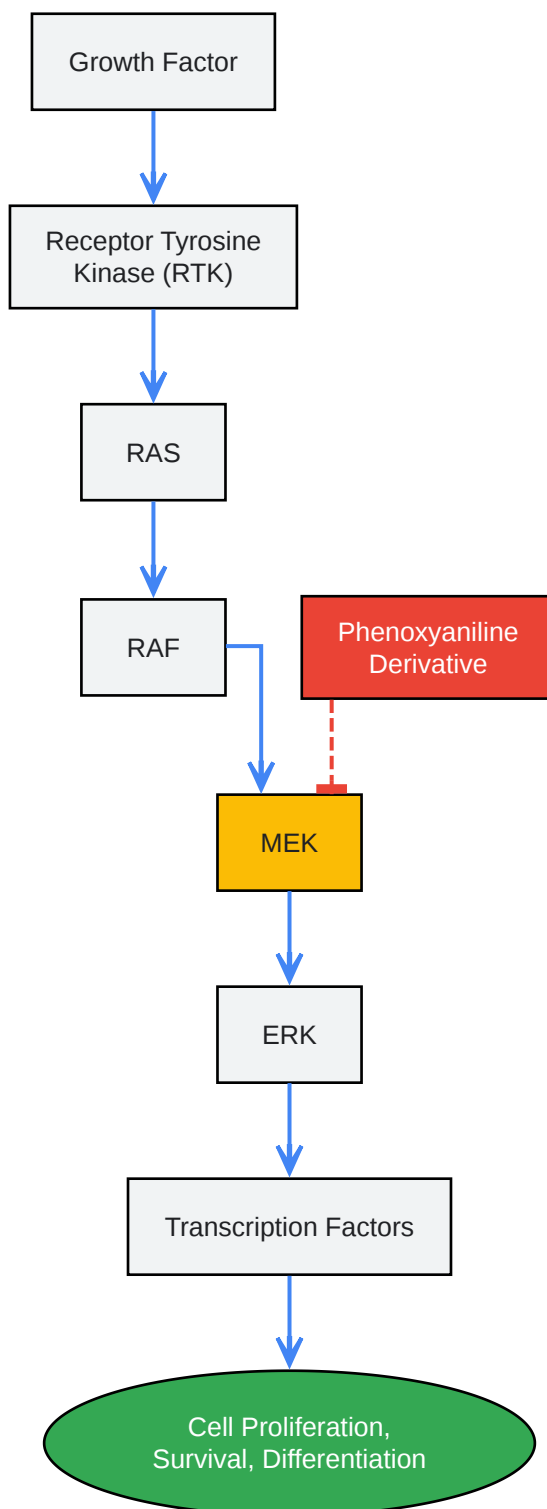 Growth Factor
Receptor Tyrosine
Kinase (RTK)
RAS
RAF
Phenoxyaniline
Derivative
MEK
ERK
Transcription Factors
Cell Proliferation,
Survival, Differentiation